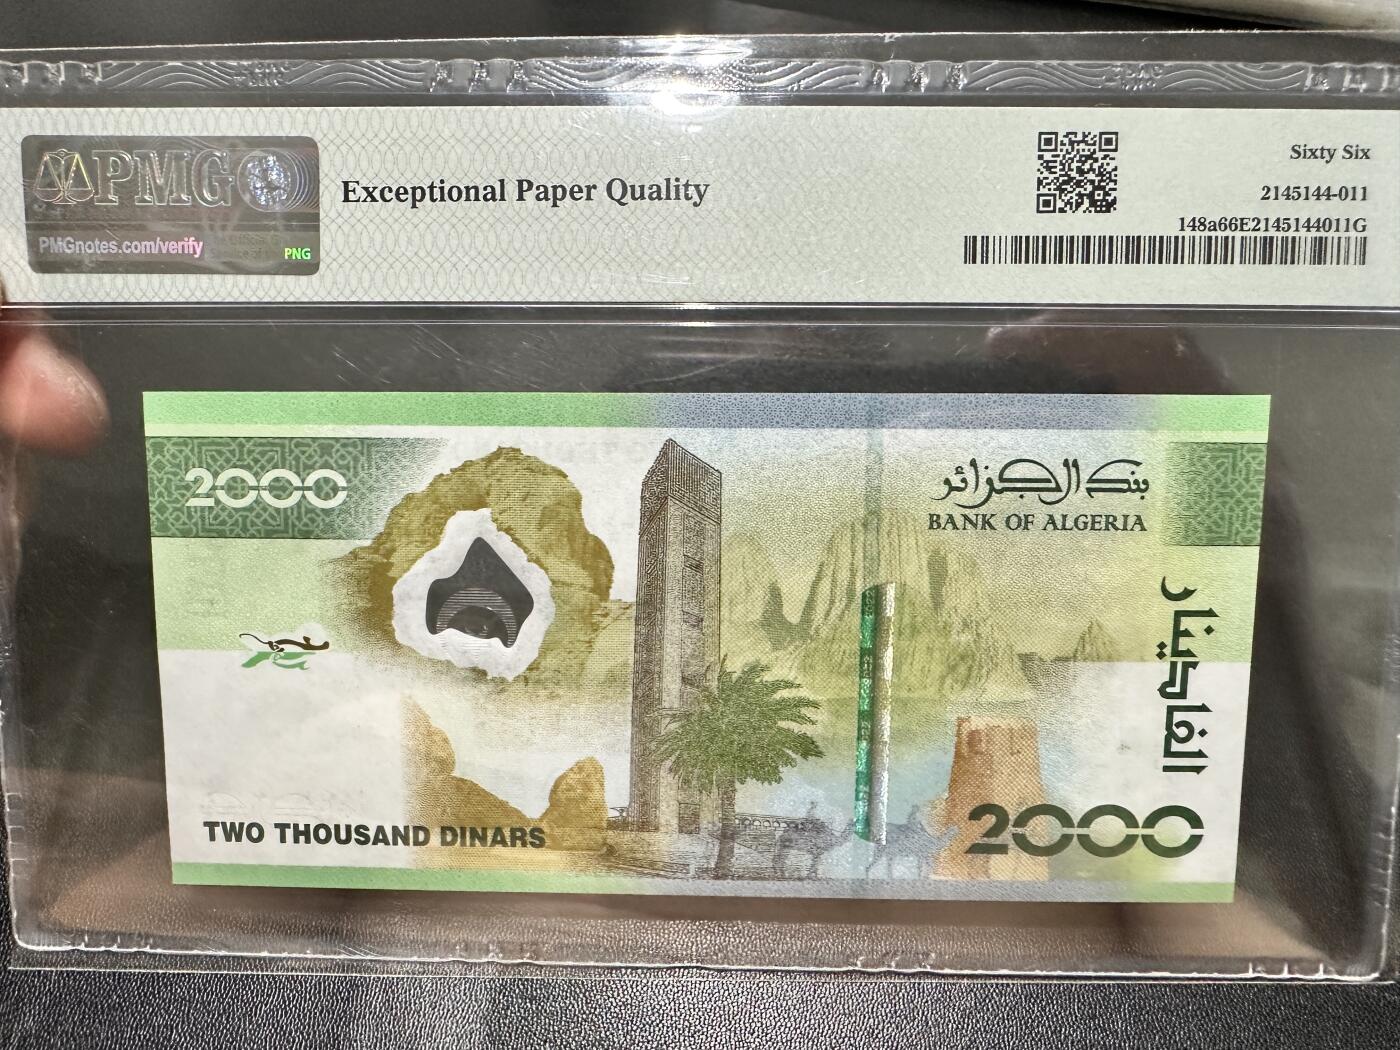 PMG
PMGnotes.com/verify
PNG
Exceptional Paper Quality
Sixty Six
2145144-011
148a66E2145144011G
2000
بنك الجزائر
BANK OF ALGERIA
ألفا دينار
TWO THOUSAND DINARS
2000